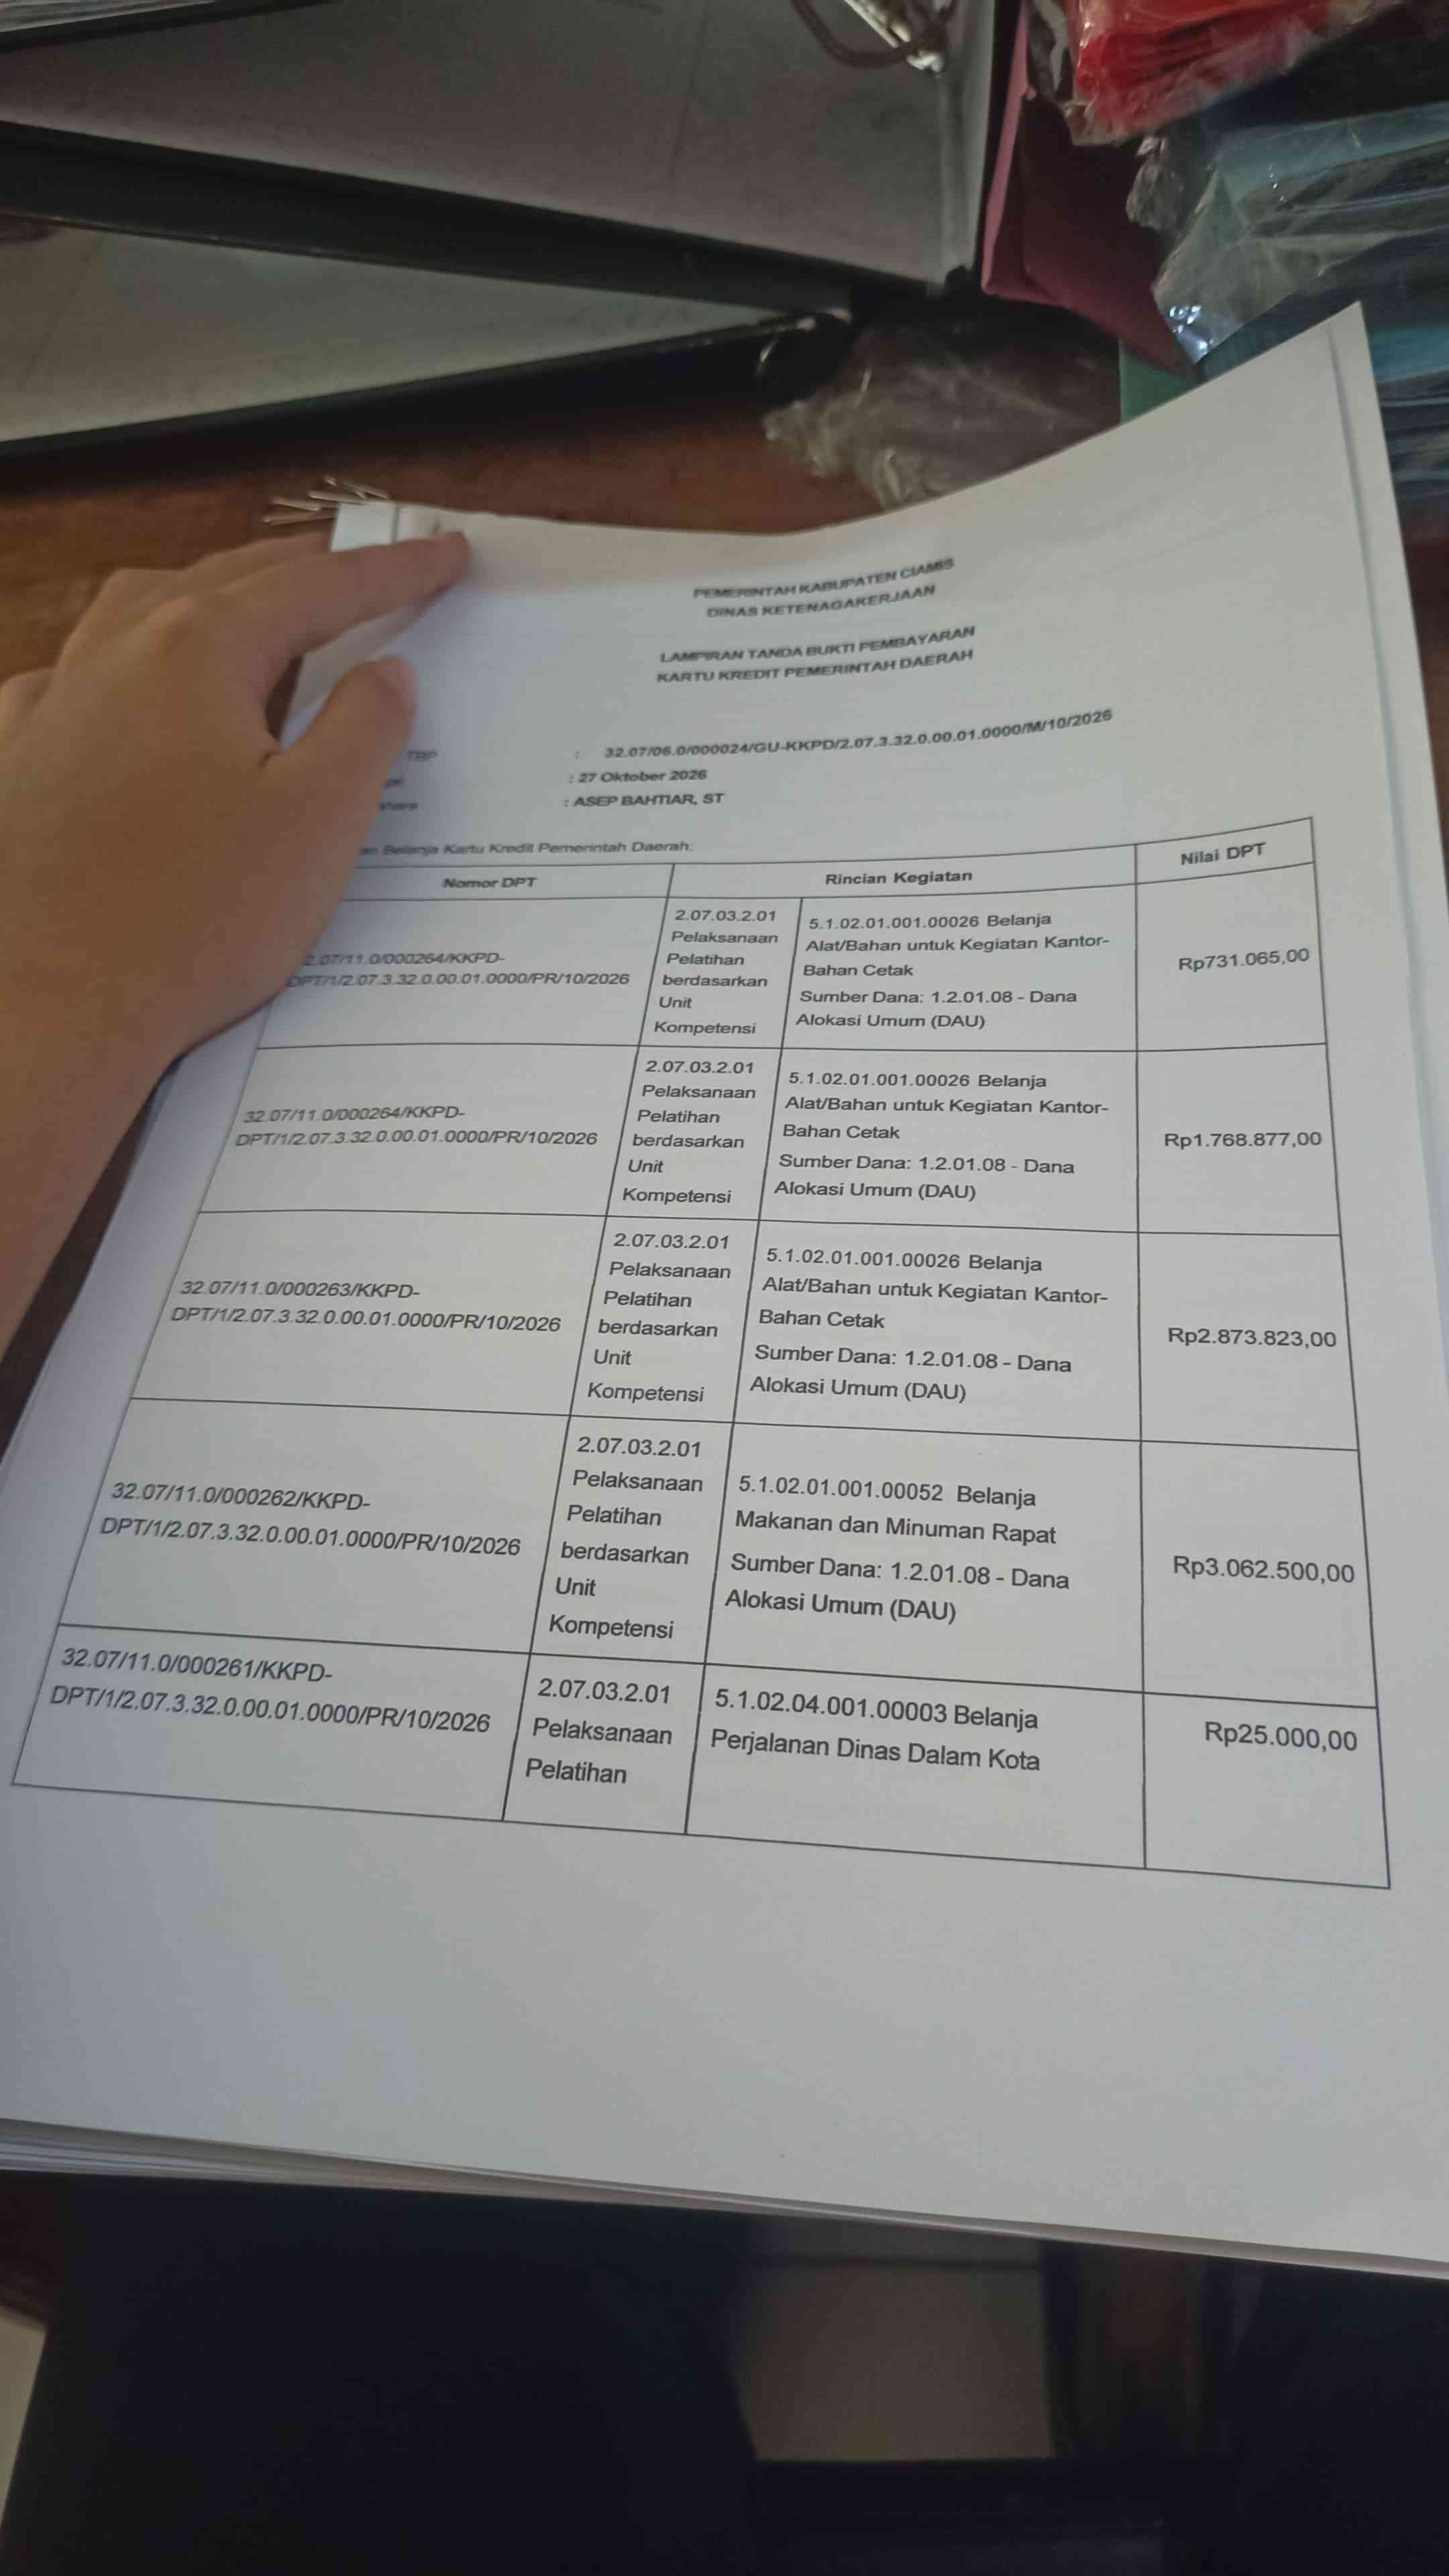 PEMERINTAH KABUPATEN CIAMIS
DINAS KETENAGAKERJAAN
LAMPIRAN TANDA BUKTI PEMBAYARAN
KARTU KREDIT PEMERINTAH DAERAH
: 32.07/06.0/000024/GU-KKPD/2.07.3.32.0.00.01.0000/M/10/2026
: 27 Oktober 2026
: ASEP BAHTIAR, ST
Belanja Kartu Kredit Pemerintah Daerah:
Nomor DPT
Rincian Kegiatan
Nilai DPT
2.07/11.0/000264/KKPD-
DPT/1/2.07.3.32.0.00.01.0000/PR/10/2026
2.07.03.2.01
Pelaksanaan
Pelatihan
berdasarkan
Unit
Kompetensi
5.1.02.01.001.00026 Belanja
Alat/Bahan untuk Kegiatan Kantor-
Bahan Cetak
Sumber Dana: 1.2.01.08 - Dana
Alokasi Umum (DAU)
Rp731.065,00
32.07/11.0/000264/KKPD-
DPT/1/2.07.3.32.0.00.01.0000/PR/10/2026
2.07.03.2.01
Pelaksanaan
Pelatihan
berdasarkan
Unit
Kompetensi
5.1.02.01.001.00026 Belanja
Alat/Bahan untuk Kegiatan Kantor-
Bahan Cetak
Sumber Dana: 1.2.01.08 - Dana
Alokasi Umum (DAU)
Rp1.768.877,00
32.07/11.0/000263/KKPD-
DPT/1/2.07.3.32.0.00.01.0000/PR/10/2026
2.07.03.2.01
Pelaksanaan
Pelatihan
berdasarkan
Unit
Kompetensi
5.1.02.01.001.00026 Belanja
Alat/Bahan untuk Kegiatan Kantor-
Bahan Cetak
Sumber Dana: 1.2.01.08 - Dana
Alokasi Umum (DAU)
Rp2.873.823,00
32.07/11.0/000262/KKPD-
DPT/1/2.07.3.32.0.00.01.0000/PR/10/2026
2.07.03.2.01
Pelaksanaan
Pelatihan
berdasarkan
Unit
Kompetensi
5.1.02.01.001.00052 Belanja
Makanan dan Minuman Rapat
Sumber Dana: 1.2.01.08 - Dana
Alokasi Umum (DAU)
Rp3.062.500,00
32.07/11.0/000261/KKPD-
DPT/1/2.07.3.32.0.00.01.0000/PR/10/2026
2.07.03.2.01
Pelaksanaan
Pelatihan
5.1.02.04.001.00003 Belanja
Perjalanan Dinas Dalam Kota
Rp25.000,00